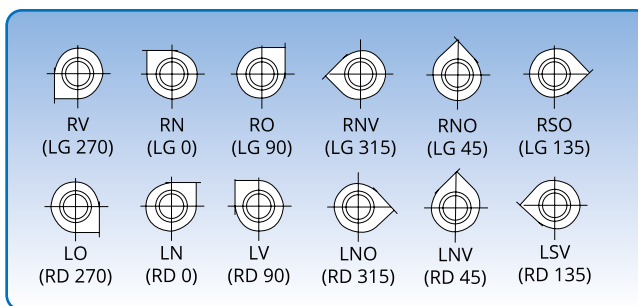 RV RN RO RNV RNO RSO
(LG 270) (LG 0) (LG 90) (LG 315) (LG 45) (LG 135)
LO LN LV LNO LNV LSV
(RD 270) (RD 0) (RD 90) (RD 315) (RD 45) (RD 135)